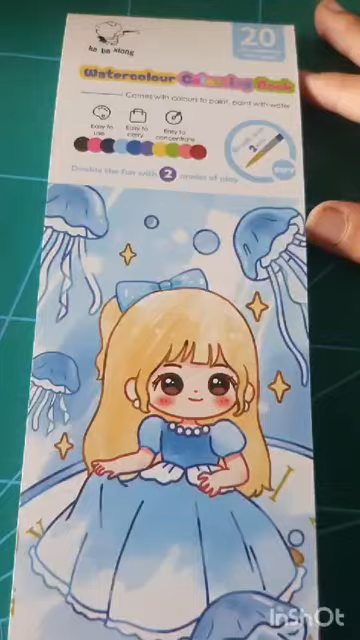 20
ka ba xiong
Watercolour Colouring Book
Comes with colours to paint, paint with water
Easy to use
Easy to carry
Easy to concentrate
Double the fun with 2 modes of play
InShOt